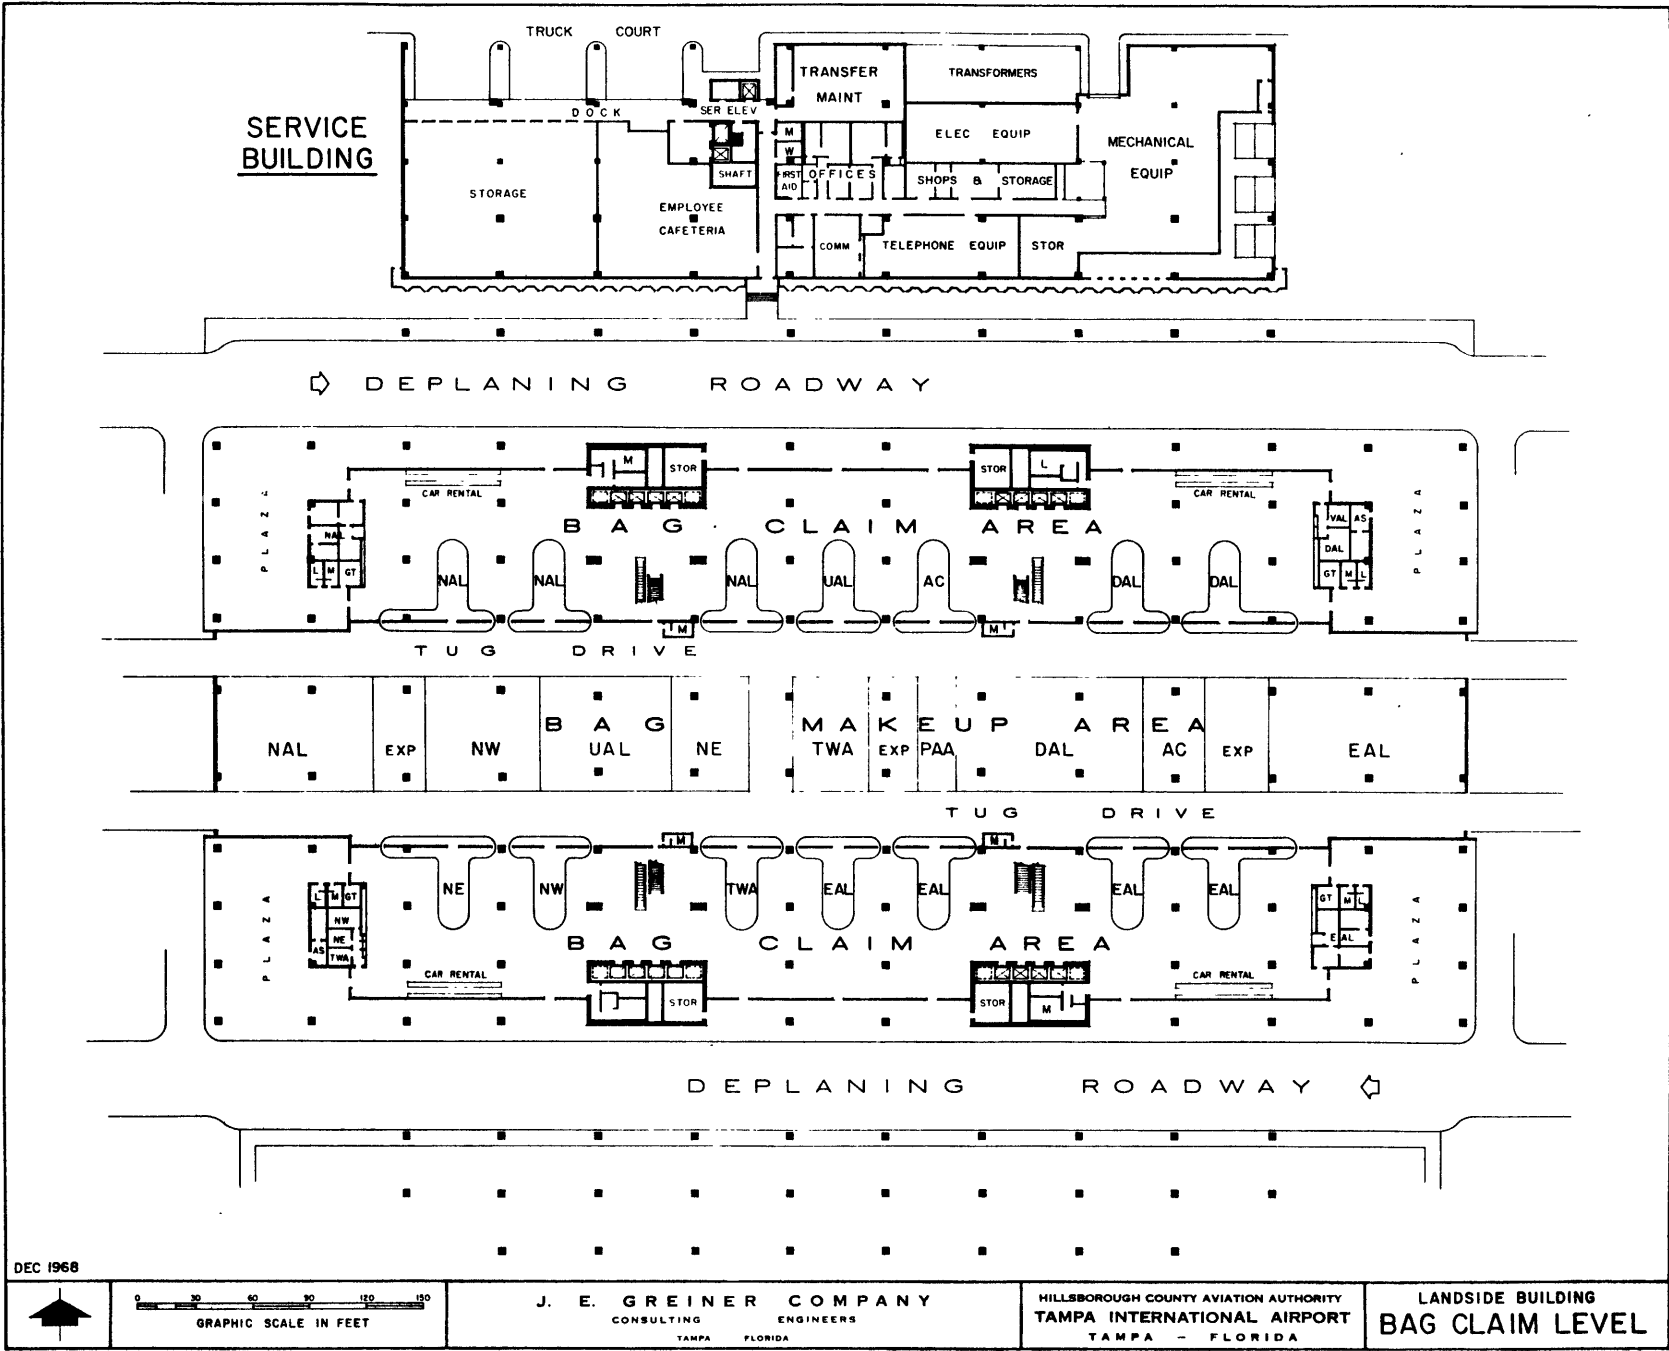 TRUCK COURT
TRANSFER
MAINT
TRANSFORMERS
DOCK
SER ELEV
SERVICE
BUILDING
M
ELEC EQUIP
MECHANICAL
EQUIP
W
SHAFT
FIRST
AID
OFFICES
SHOPS & STORAGE
STORAGE
EMPLOYEE
CAFETERIA
COMM
TELEPHONE EQUIP
STOR
DEPLANING ROADWAY
M
STOR
STOR
L
CAR RENTAL
CAR RENTAL
PLAZA
PLAZA
BAG CLAIM AREA
NAL
L M GT
VAL AS
DAL
GT M L
NAL
NAL
NAL
UAL
AC
DAL
DAL
M
M
TUG DRIVE
BAG MAKEUP AREA
NAL
EXP
NW
UAL
NE
TWA
EXP
PAA
DAL
AC
EXP
EAL
TUG DRIVE
M
M
NE
NW
TWA
EAL
EAL
EAL
EAL
L M GT
NW
NE
AS TWA
GT M L
EAL
PLAZA
PLAZA
BAG CLAIM AREA
CAR RENTAL
CAR RENTAL
STOR
STOR
M
DEPLANING ROADWAY
DEC 1968
0 30 60 90 120 150
GRAPHIC SCALE IN FEET
J. E. GREINER COMPANY
CONSULTING ENGINEERS
TAMPA FLORIDA
HILLSBOROUGH COUNTY AVIATION AUTHORITY
TAMPA INTERNATIONAL AIRPORT
TAMPA - FLORIDA
LANDSIDE BUILDING
BAG CLAIM LEVEL